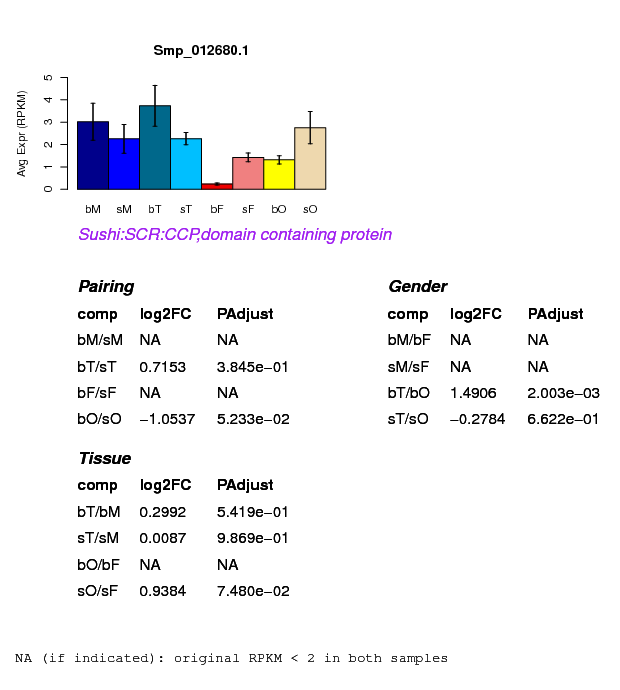 Smp_012680.1
Avg Expr (RPKM)
0 1 2 3 4 5
bM sM bT sT bF sF bO sO
Sushi:SCR:CCP,domain containing protein
Pairing
comp log2FC PAdjust
bM/sM NA NA
bT/sT 0.7153 3.845e−01
bF/sF NA NA
bO/sO −1.0537 5.233e−02
Gender
comp log2FC PAdjust
bM/bF NA NA
sM/sF NA NA
bT/bO 1.4906 2.003e−03
sT/sO −0.2784 6.622e−01
Tissue
comp log2FC PAdjust
bT/bM 0.2992 5.419e−01
sT/sM 0.0087 9.869e−01
bO/bF NA NA
sO/sF 0.9384 7.480e−02
NA (if indicated): original RPKM < 2 in both samples